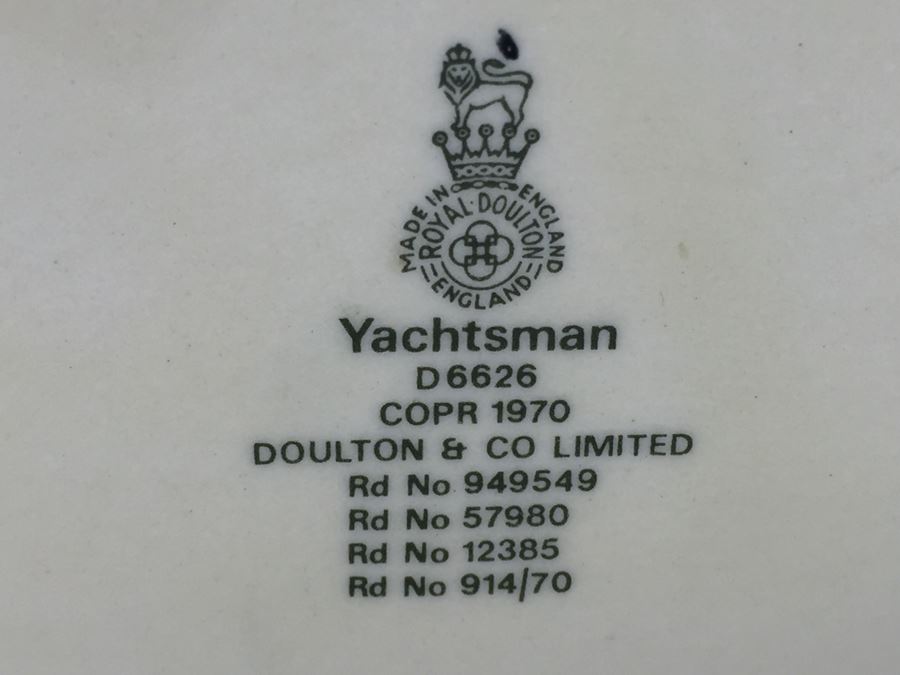 MADE IN ENGLAND
ROYAL·DOULTON
ENGLAND
Yachtsman
D6626
COPR 1970
DOULTON & CO LIMITED
Rd No 949549
Rd No 57980
Rd No 12385
Rd No 914/70